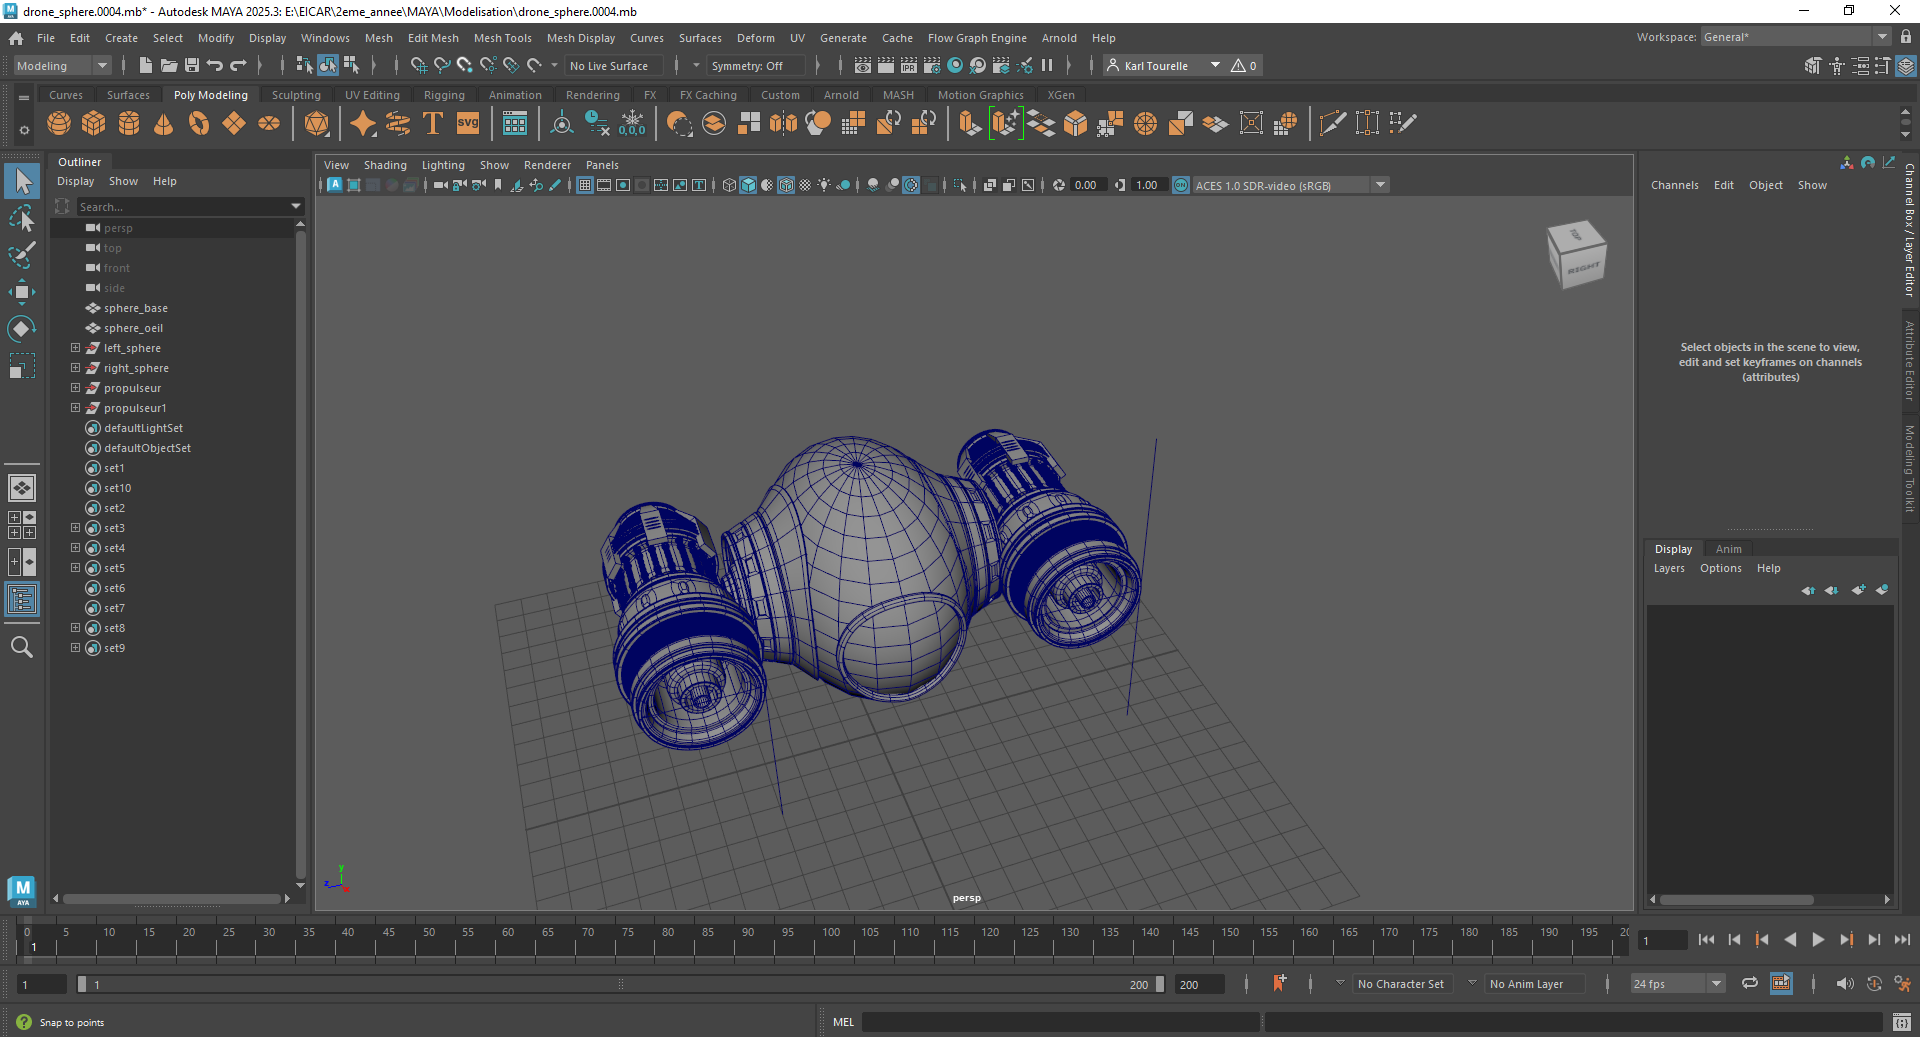 drone_sphere.0004.mb* - Autodesk MAYA 2025.3: E:\EICAR\2eme_annee\MAYA\Modelisation\drone_sphere.0004.mb
File Edit Create Select Modify Display Windows Mesh Edit Mesh Mesh Tools Mesh Display Curves Surfaces Deform UV Generate Cache Flow Graph Engine Arnold Help
Workspace: General*
Modeling No Live Surface Symmetry: Off IPR Karl Tourelle 0
Curves Surfaces Poly Modeling Sculpting UV Editing Rigging Animation Rendering FX FX Caching Custom Arnold MASH Motion Graphics XGen
T SVG 0,0,0
Outliner
Display Show Help
Search...
persp
top
front
side
sphere_base
sphere_oeil
left_sphere
right_sphere
propulseur
propulseur1
defaultLightSet
defaultObjectSet
set1
set10
set2
set3
set4
set5
set6
set7
set8
set9
View Shading Lighting Show Renderer Panels
0.00 1.00 ON ACES 1.0 SDR-video (sRGB)
TOP
RIGHT
y
z
persp
Channels Edit Object Show
Select objects in the scene to view,
edit and set keyframes on channels
(attributes)
Channel Box / Layer Editor
Attribute Editor
Modeling Toolkit
Display Anim
Layers Options Help
M
AYA
0 5 10 15 20 25 30 35 40 45 50 55 60 65 70 75 80 85 90 95 100 105 110 115 120 125 130 135 140 145 150 155 160 165 170 175 180 185 190 195 20
1
1
1 1 200 200 No Character Set No Anim Layer 24 fps
Snap to points
MEL